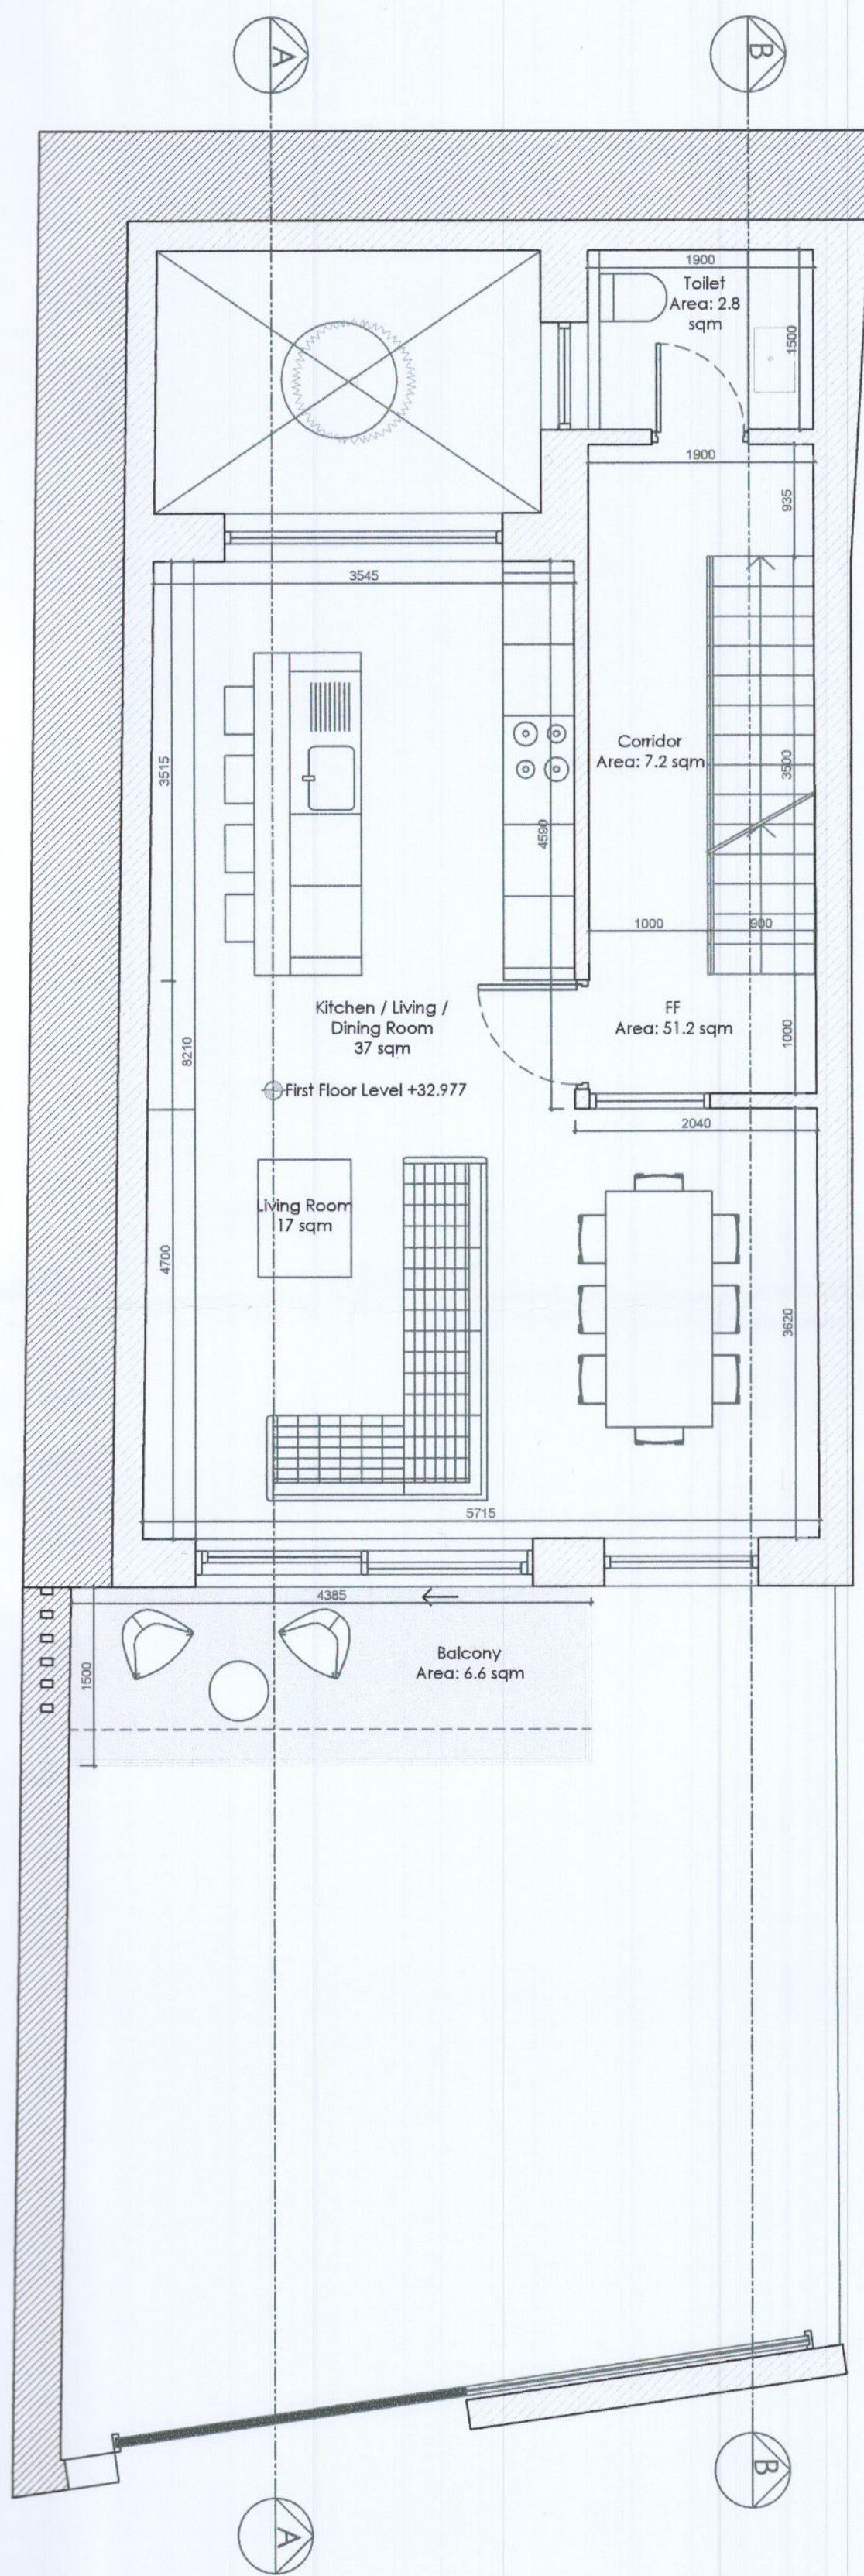 A
B
1900
Toilet
Area: 2.8
sqm
1500
1900
935
3545
3515
Corridor
Area: 7.2 sqm
3500
4590
1000
900
Kitchen / Living /
Dining Room
37 sqm
FF
Area: 51.2 sqm
1000
8210
First Floor Level +32.977
2040
Living Room
17 sqm
4700
3620
5715
4385
Balcony
Area: 6.6 sqm
1500
B
A